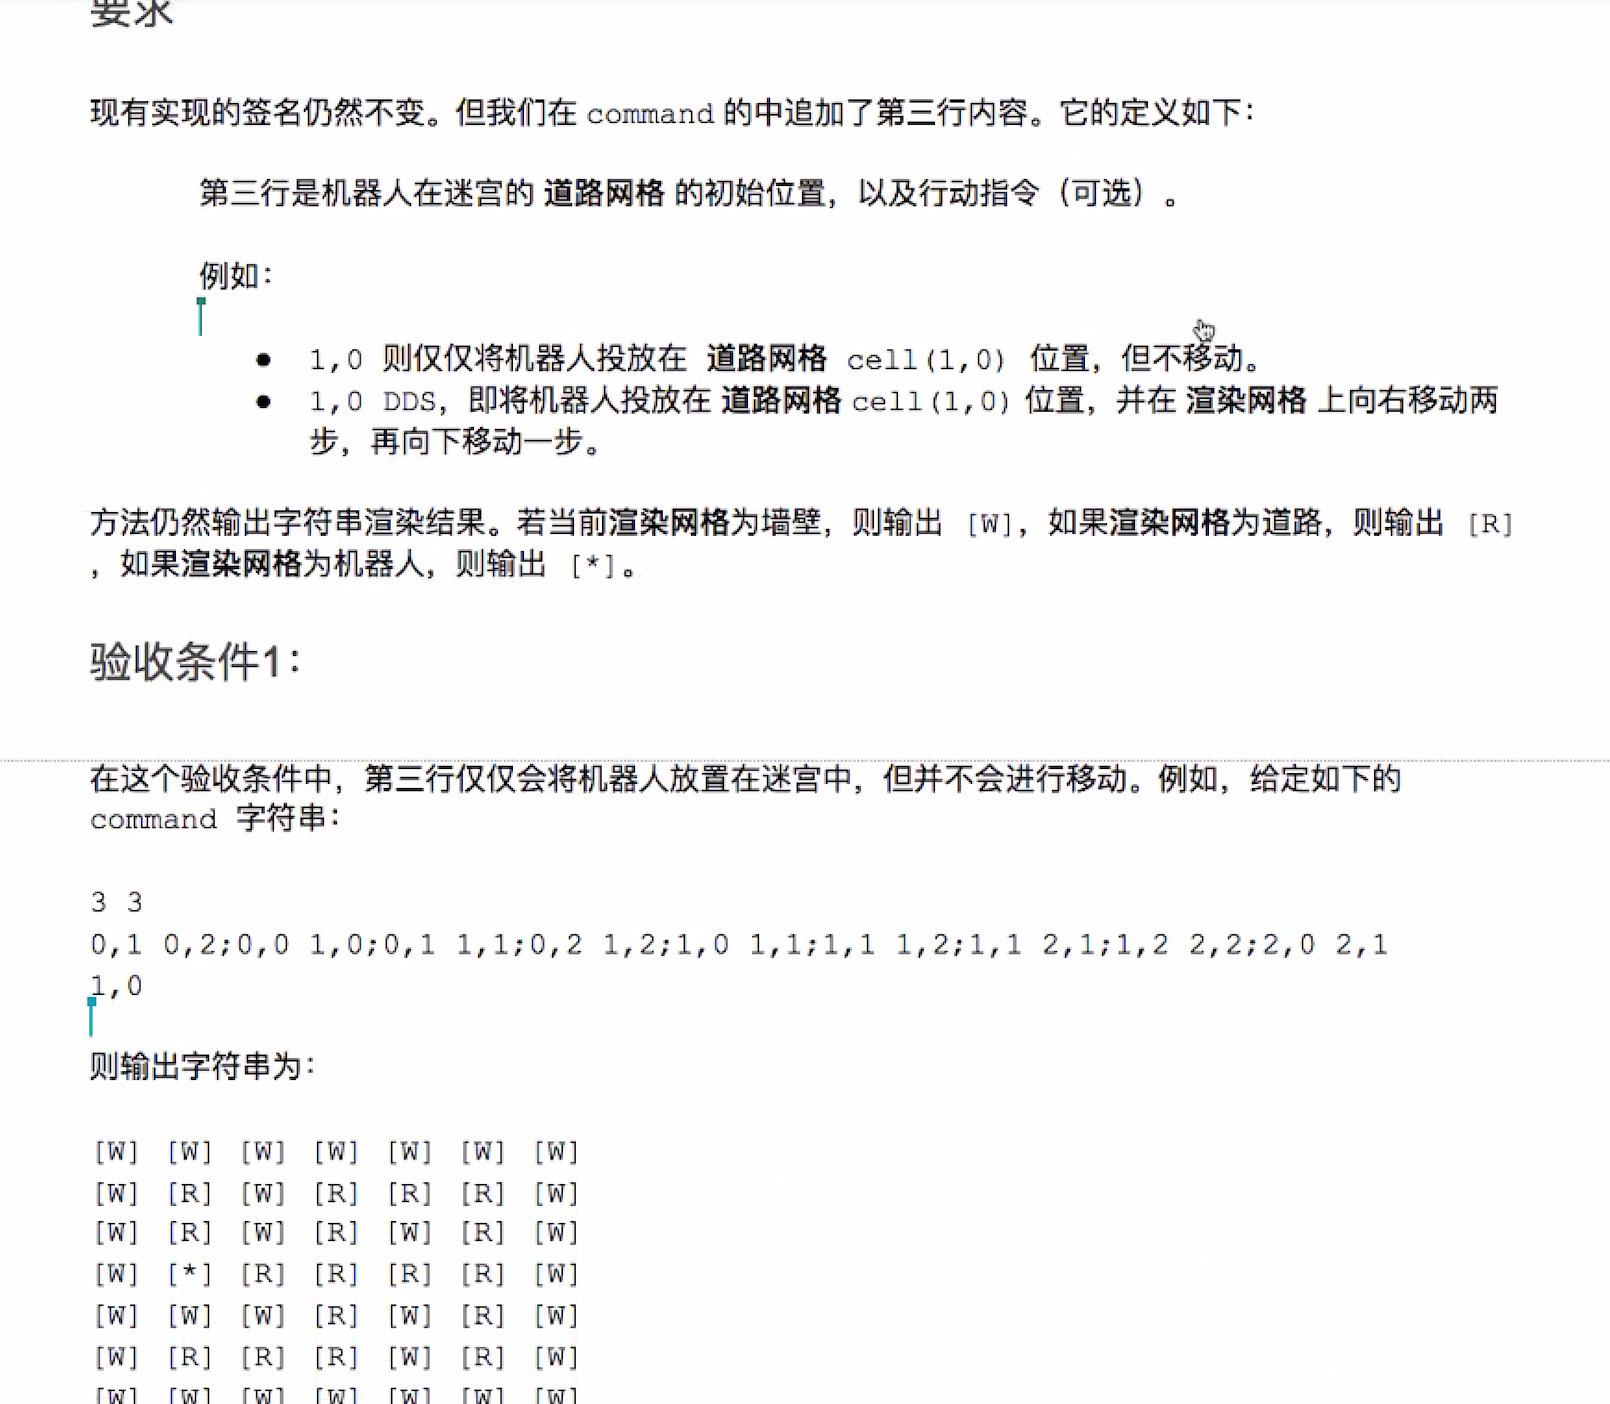 要求
现有实现的签名仍然不变。但我们在 command 的中追加了第三行内容。它的定义如下：
第三行是机器人在迷宫的 道路网格 的初始位置，以及行动指令（可选）。
例如：
● 1,0 则仅仅将机器人投放在 道路网格 cell(1,0) 位置，但不移动。
● 1,0 DDS，即将机器人投放在 道路网格 cell(1,0) 位置，并在 渲染网格 上向右移动两
步，再向下移动一步。
方法仍然输出字符串渲染结果。若当前渲染网格为墙壁，则输出 [W]，如果渲染网格为道路，则输出 [R]
，如果渲染网格为机器人，则输出 [*]。
验收条件1：
在这个验收条件中，第三行仅仅会将机器人放置在迷宫中，但并不会进行移动。例如，给定如下的
command 字符串：
3 3
0,1 0,2;0,0 1,0;0,1 1,1;0,2 1,2;1,0 1,1;1,1 1,2;1,1 2,1;1,2 2,2;2,0 2,1
1,0
则输出字符串为：
[W] [W] [W] [W] [W] [W] [W]
[W] [R] [W] [R] [R] [R] [W]
[W] [R] [W] [R] [W] [R] [W]
[W] [*] [R] [R] [R] [R] [W]
[W] [W] [W] [R] [W] [R] [W]
[W] [R] [R] [R] [W] [R] [W]
[W] [W] [W] [W] [W] [W] [W]